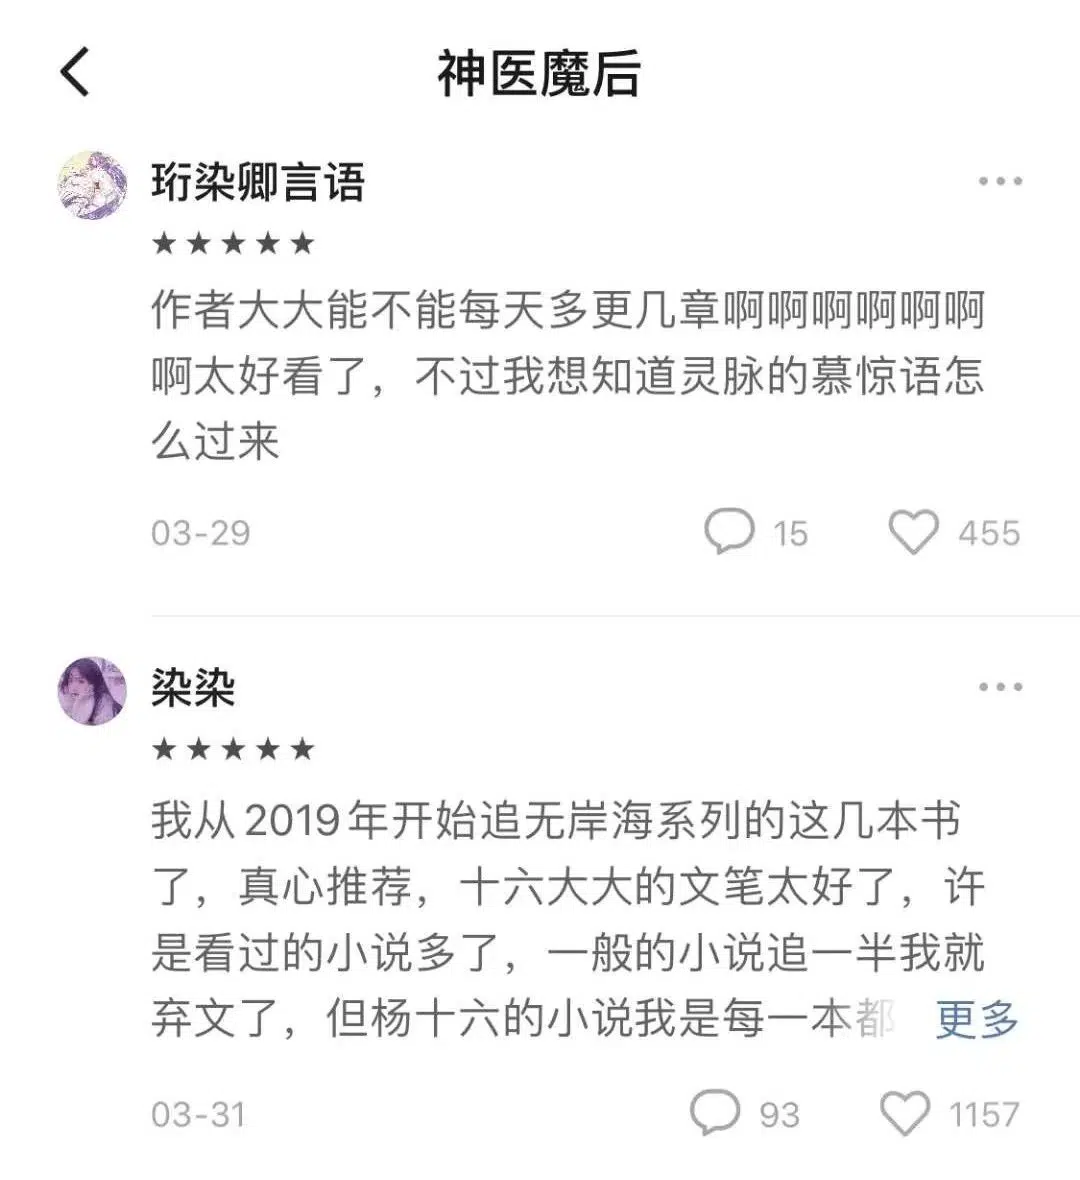 神医魔后
珩染卿言语
★★★★★
作者大大能不能每天多更几章啊啊啊啊啊啊
啊太好看了，不过我想知道灵脉的慕惊语怎
么过来
03-29
15
455
染染
★★★★★
我从2019年开始追无岸海系列的这几本书
了，真心推荐，十六大大的文笔太好了，许
是看过的小说多了，一般的小说追一半我就
弃文了，但杨十六的小说我是每一本都 更多
03-31
93
1157